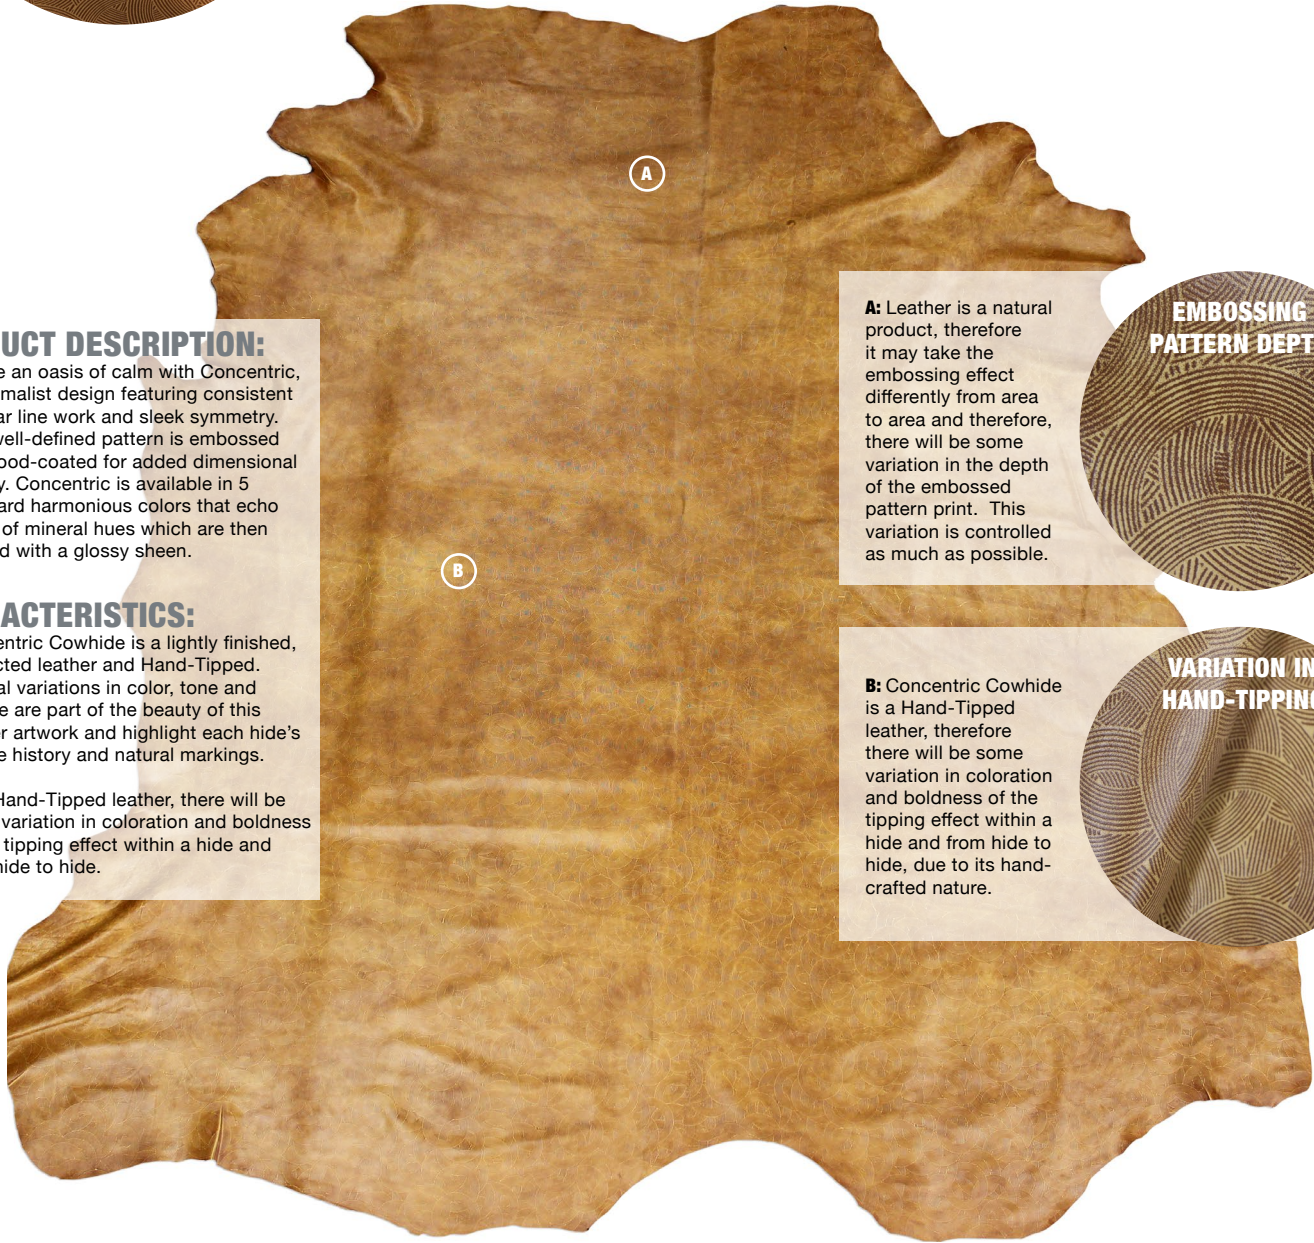 UCT DESCRIPTION:
e an oasis of calm with Concentric,
malist design featuring consistent
ar line work and sleek symmetry.
well-defined pattern is embossed
ood-coated for added dimensional
y. Concentric is available in 5
ard harmonious colors that echo
of mineral hues which are then
d with a glossy sheen.
ACTERISTICS:
entric Cowhide is a lightly finished,
cted leather and Hand-Tipped.
al variations in color, tone and
e are part of the beauty of this
er artwork and highlight each hide's
e history and natural markings.
Hand-Tipped leather, there will be
variation in coloration and boldness
tipping effect within a hide and
hide to hide.
A
B
A: Leather is a natural
product, therefore
it may take the
embossing effect
differently from area
to area and therefore,
there will be some
variation in the depth
of the embossed
pattern print. This
variation is controlled
as much as possible.
EMBOSSING
PATTERN DEPT
B: Concentric Cowhide
is a Hand-Tipped
leather, therefore
there will be some
variation in coloration
and boldness of the
tipping effect within a
hide and from hide to
hide, due to its hand-
crafted nature.
VARIATION IN
HAND-TIPPING